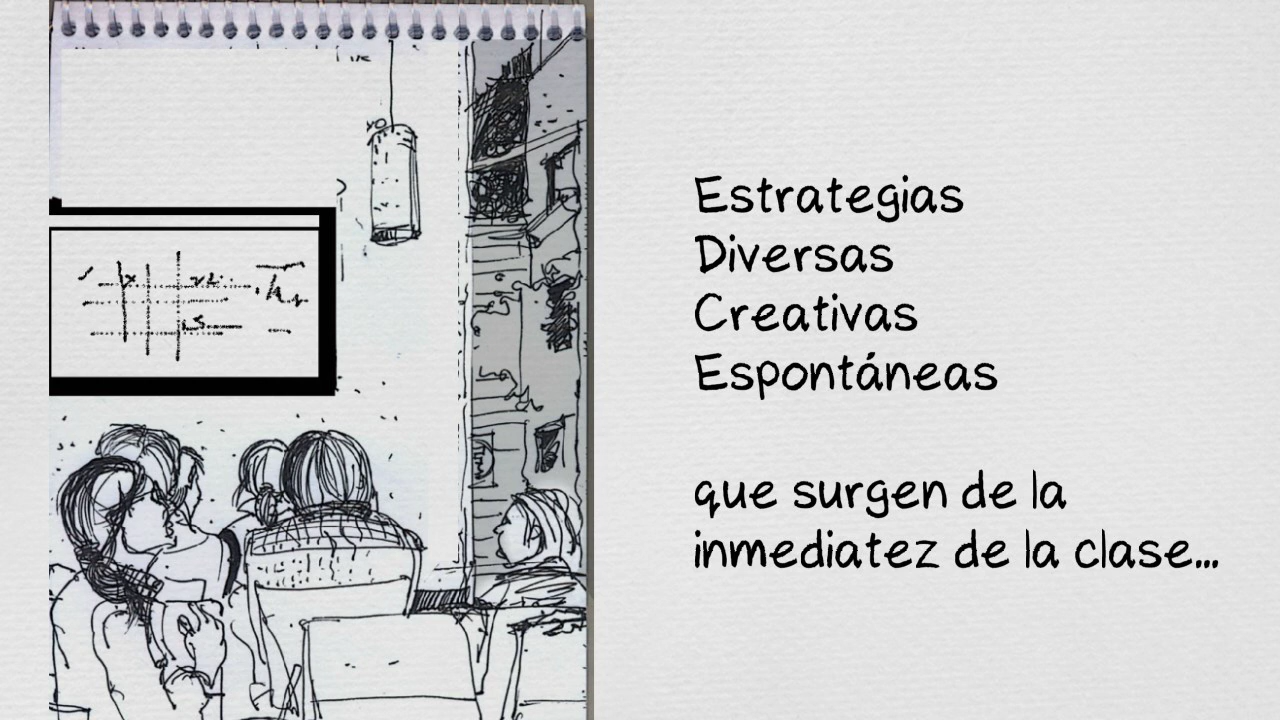 Estrategias
Diversas
Creativas
Espontáneas
que surgen de la
inmediatez de la clase...